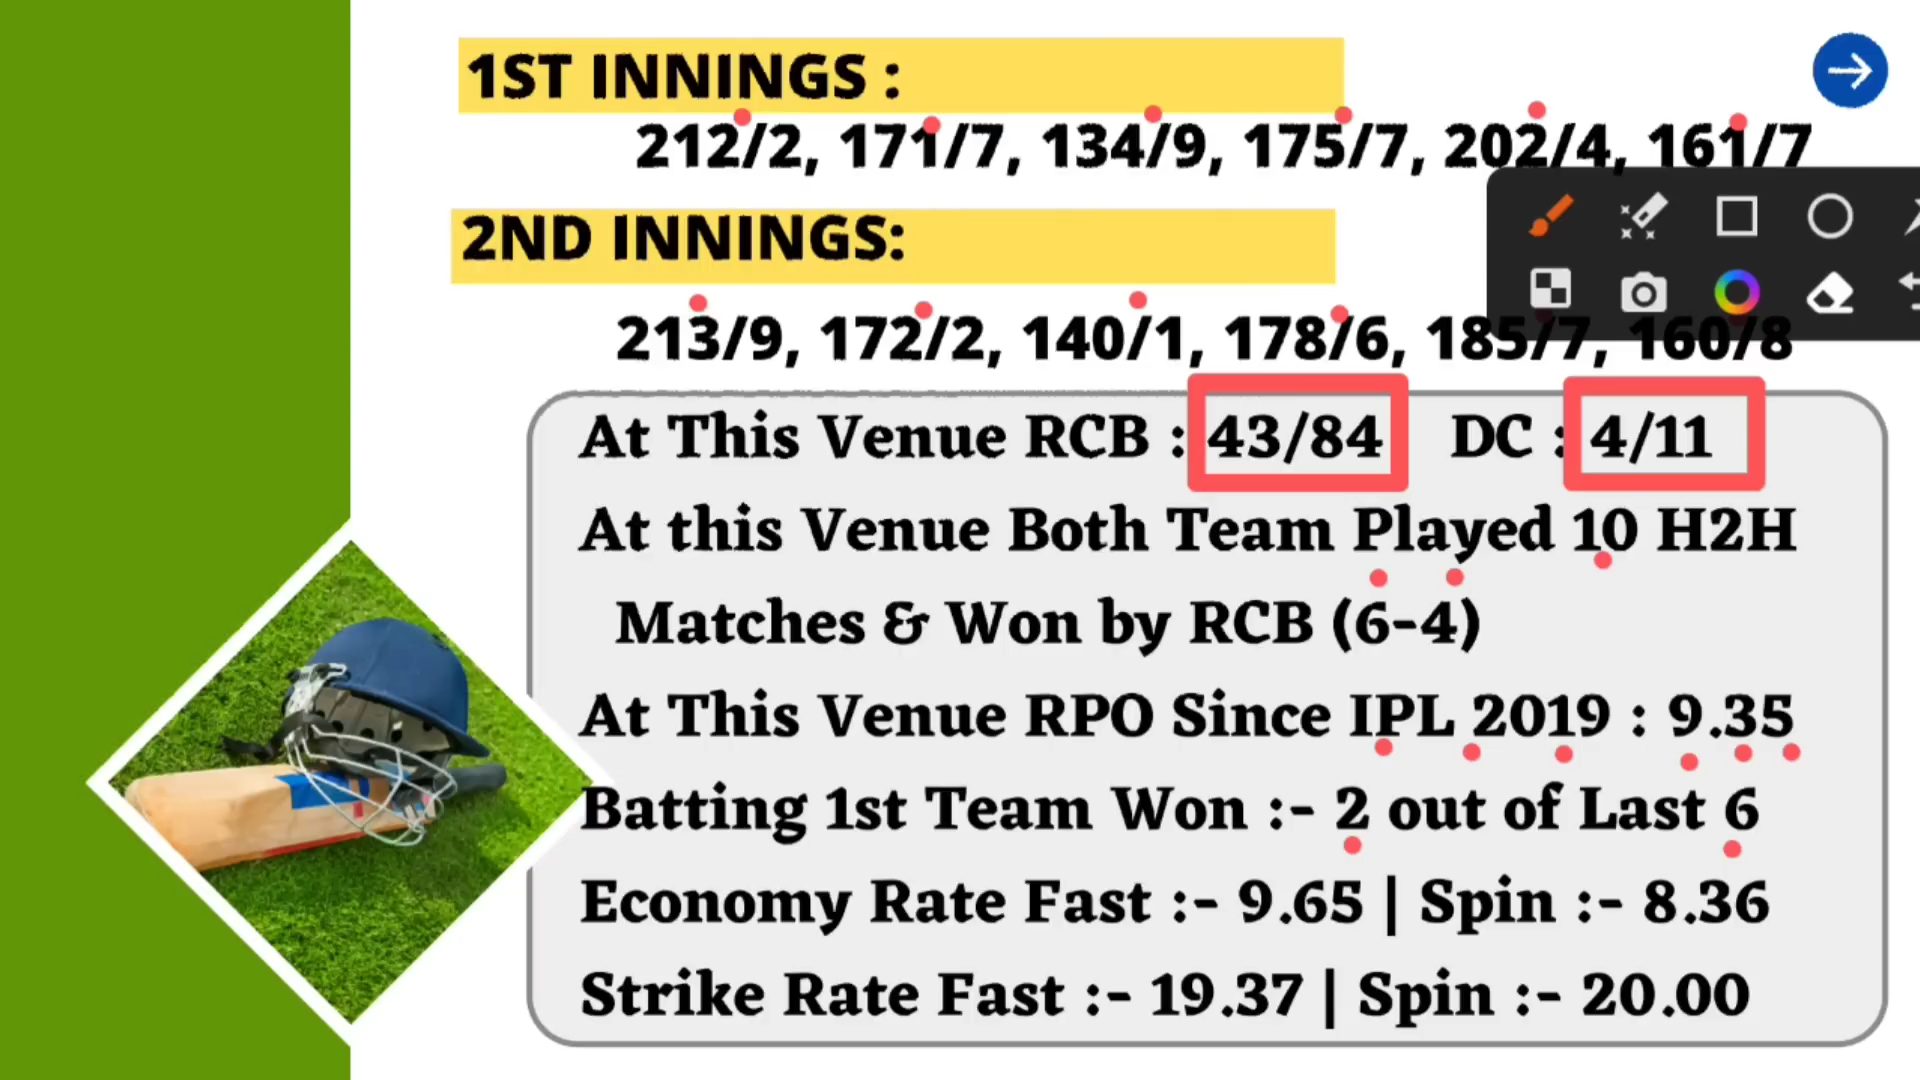 1ST INNINGS :
212/2, 171/7, 134/9, 175/7, 202/4, 161/7
2ND INNINGS:
213/9, 172/2, 140/1, 178/6, 185/7, 160/8
At This Venue RCB : 43/84 DC : 4/11
At this Venue Both Team Played 10 H2H
Matches & Won by RCB (6-4)
At This Venue RPO Since IPL 2019 : 9.35
Batting 1st Team Won :- 2 out of Last 6
Economy Rate Fast :- 9.65 | Spin :- 8.36
Strike Rate Fast :- 19.37 | Spin :- 20.00